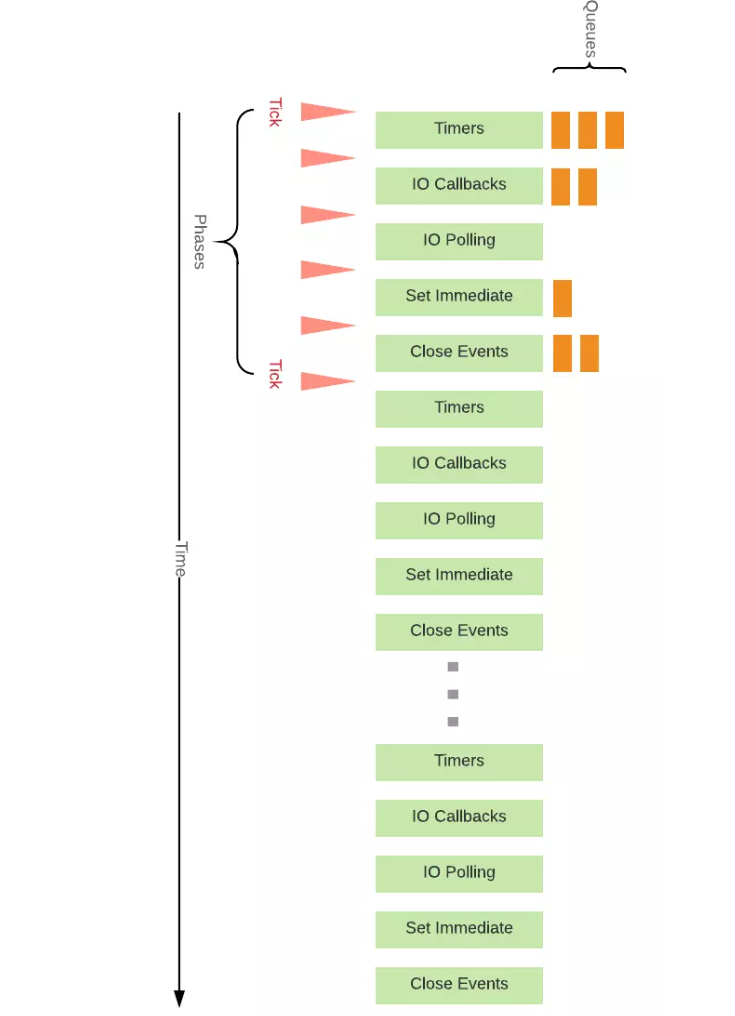 Queues
Tick
Timers
IO Callbacks
Phases
IO Polling
Set Immediate
Close Events
Tick
Timers
IO Callbacks
IO Polling
Time
Set Immediate
Close Events
Timers
IO Callbacks
IO Polling
Set Immediate
Close Events